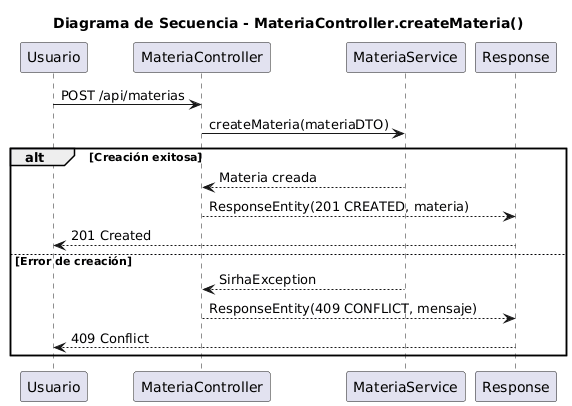 Diagrama de Secuencia - MateriaController.createMateria()
Usuario MateriaController MateriaService Response
POST /api/materias
createMateria(materiaDTO)
alt [Creación exitosa]
Materia creada
ResponseEntity(201 CREATED, materia)
201 Created
[Error de creación]
SirhaException
ResponseEntity(409 CONFLICT, mensaje)
409 Conflict
Usuario MateriaController MateriaService Response